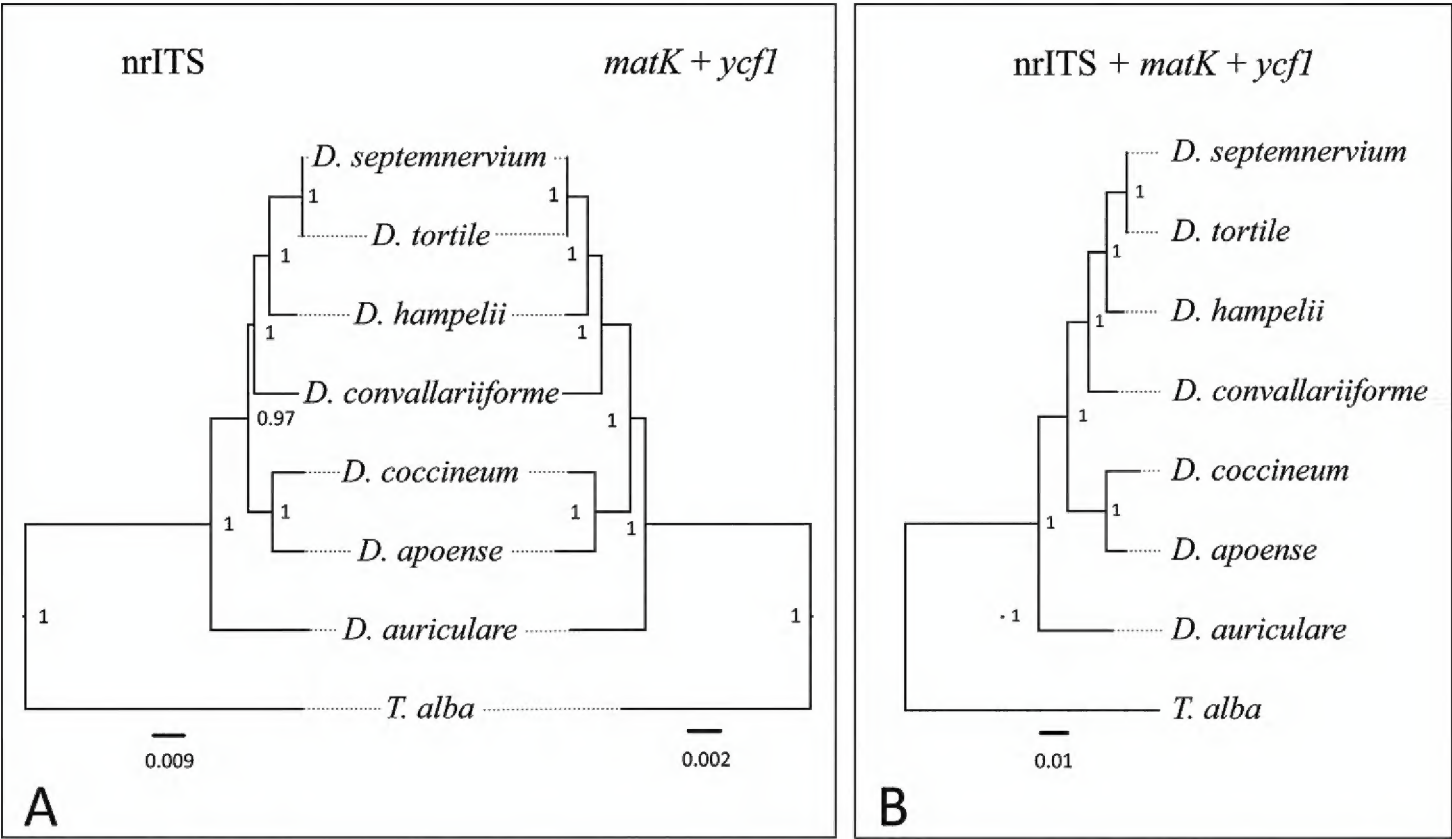 nrITS matK + ycf1
D. septemnervium
1 1
D. tortile
1 1
D. hampelii
1 1
D. convallariiforme
0.97 1
D. coccineum
1 1
1 1
D. apoense
1 1
D. auriculare
T. alba
0.009 0.002
A
nrITS + matK + ycf1
D. septemnervium
1
D. tortile
1
D. hampelii
1
D. convallariiforme
1
D. coccineum
1 1
D. apoense
1
D. auriculare
T. alba
0.01
B